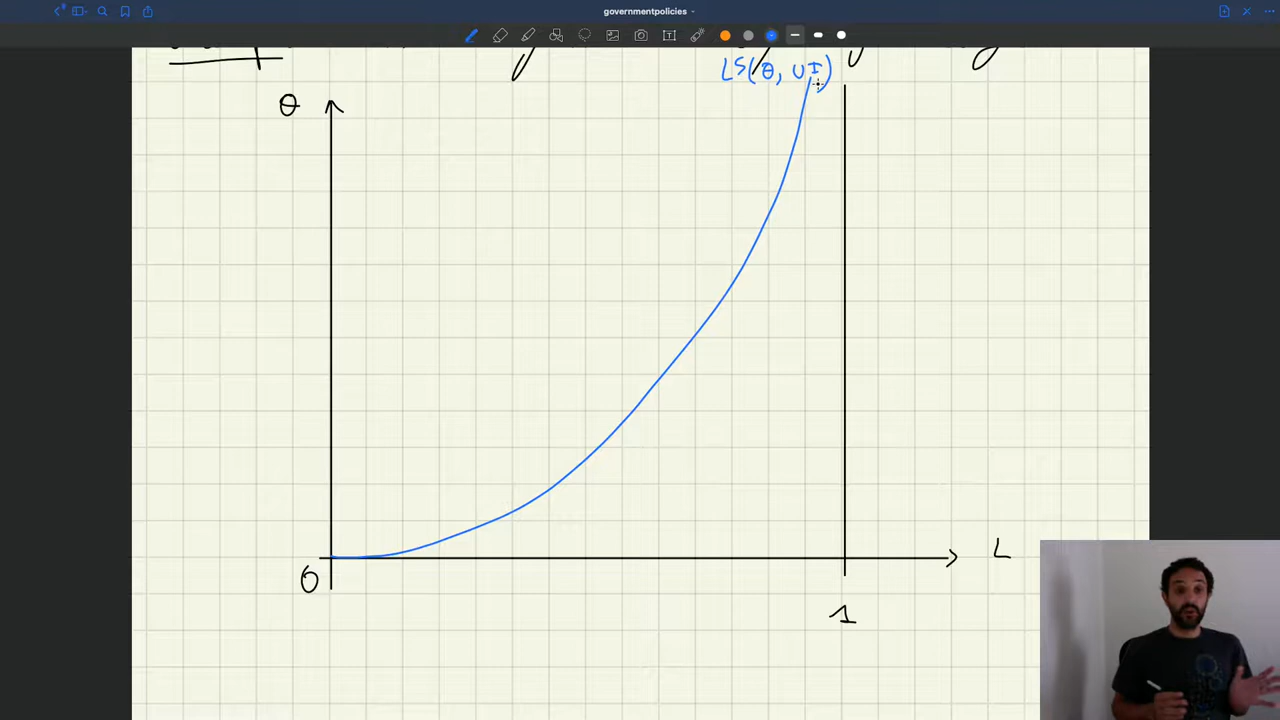 governmentpolicies
LS(θ, UI)
θ
L
0
1